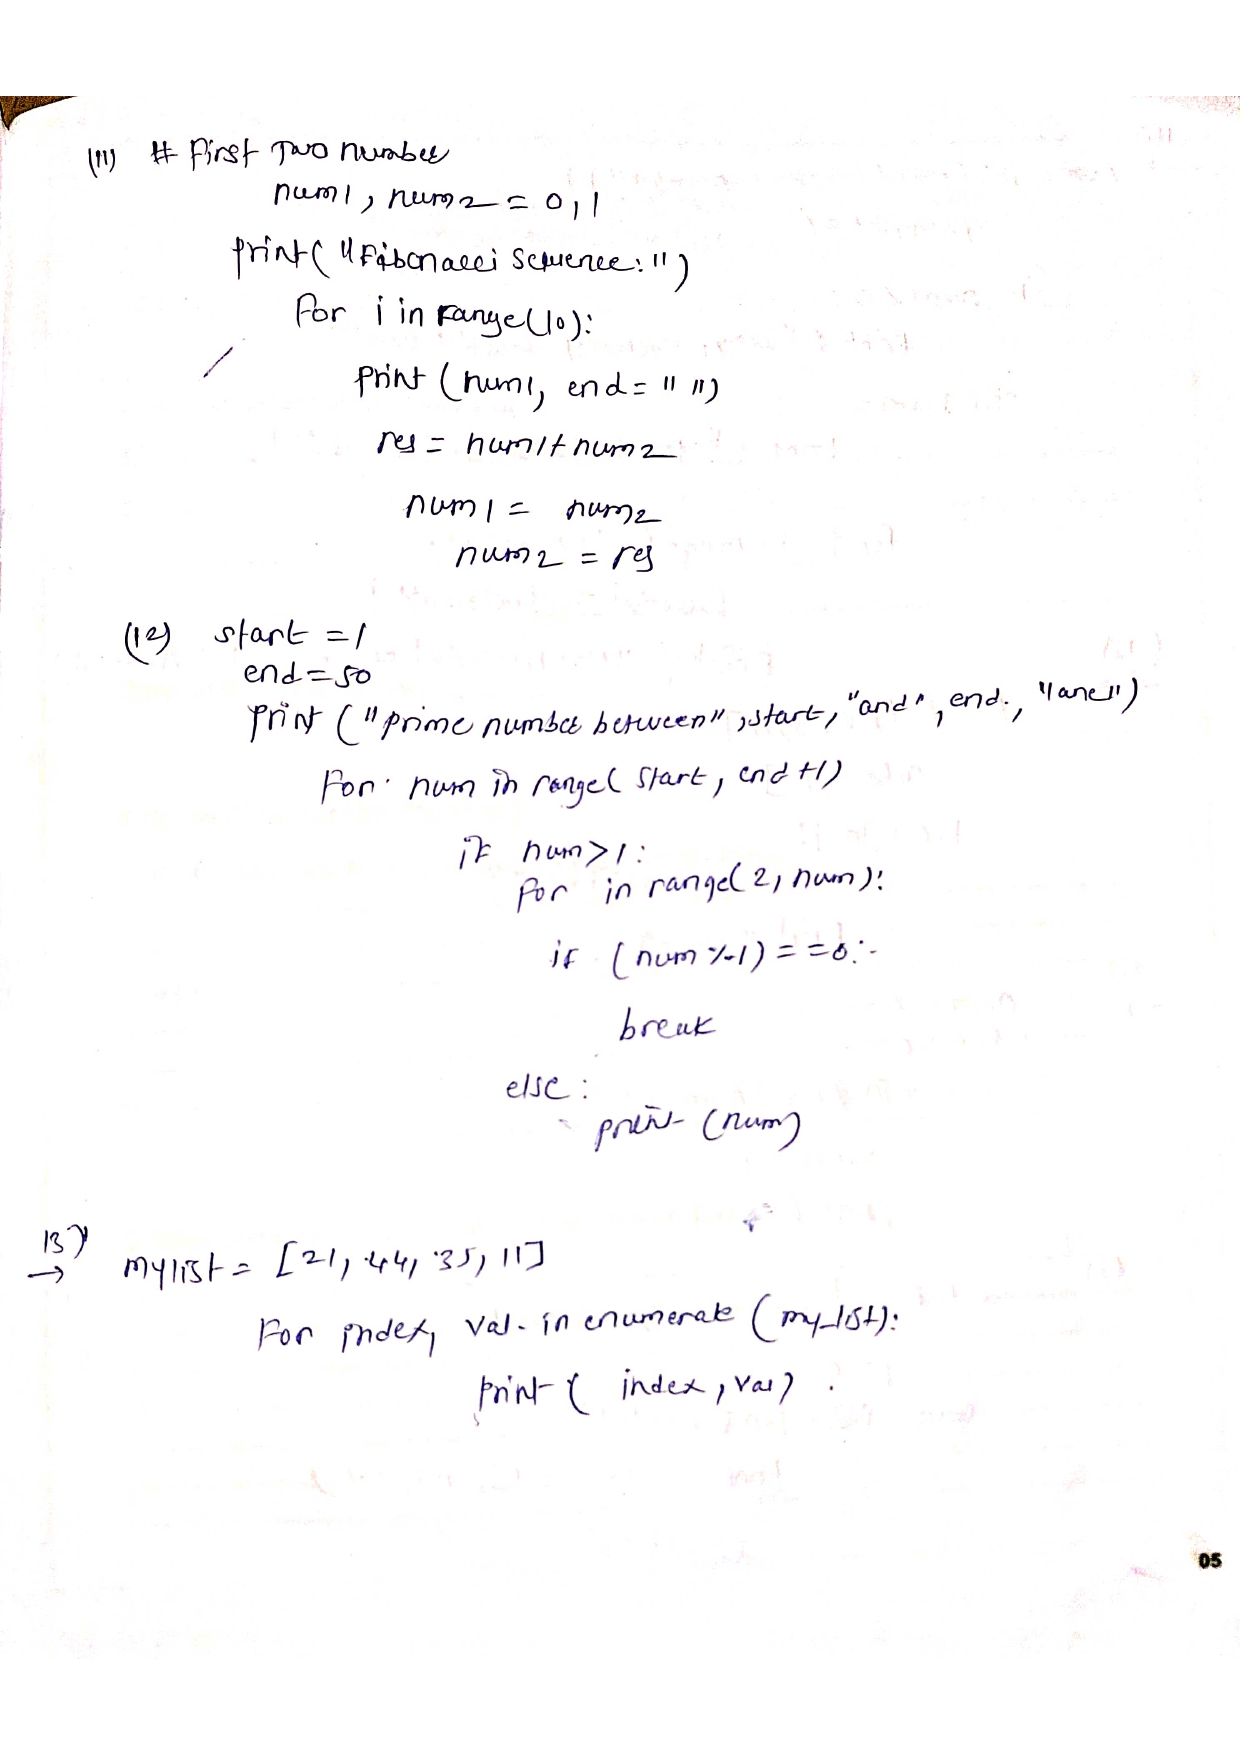 (11) # First Two number
num1, num2 = 0,1
print("Fibonacci Sequence:")
for i in range(10):
print (num1, end = " ")
res = num1+num2
num1 = num2
num2 = res
(12) start =1
end=50
print ("prime number between", start, "and", end, "are")
For num in range( start, end +1)
if num>1:
for in range(2, num):
if (num %1) = =0:
break
else:
print (num)
13)
→ mylist = [21, 44, 35, 11]
For index, val in enumerate (my_list):
print ( index, val) .
05